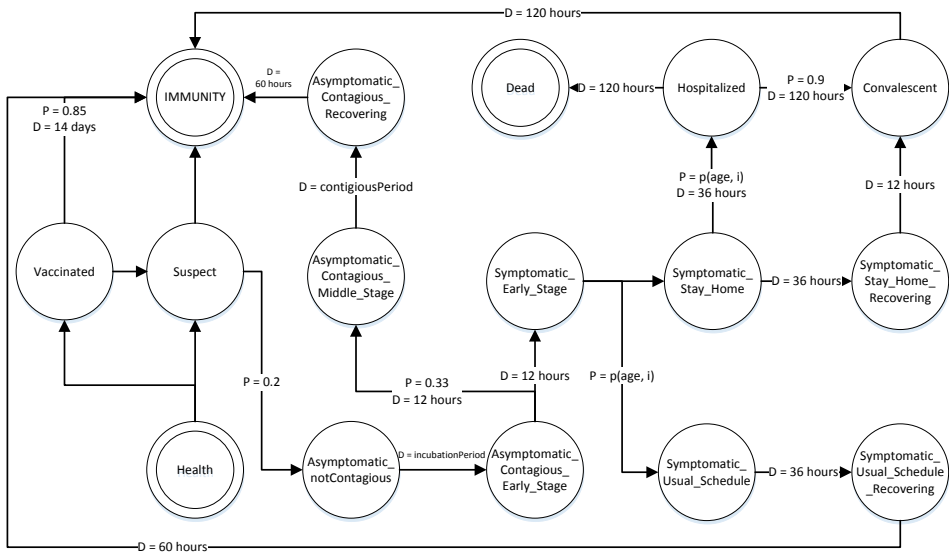 D = 120 hours
IMMUNITY
D =
60 hours
Asymptomatic_
Contagious_
Recovering
Dead
D = 120 hours
Hospitalized
P = 0.9
D = 120 hours
Convalescent
P = 0.85
D = 14 days
D = contigiousPeriod
P = p(age, i)
D = 36 hours
D = 12 hours
Vaccinated
Suspect
Asymptomatic_
Contagious_
Middle_Stage
Symptomatic_
Early_Stage
Symptomatic_
Stay_Home
D = 36 hours
Symptomatic_
Stay_Home_
Recovering
P = 0.2
P = 0.33
D = 12 hours
D = 12 hours
P = p(age, i)
Health
Asymptomatic_
notContagious
D = incubationPeriod
Asymptomatic_
Contagious_
Early_Stage
Symptomatic_
Usual_Schedule
D = 36 hours
Symptomatic_
Usual_Schedule
_Recovering
D = 60 hours